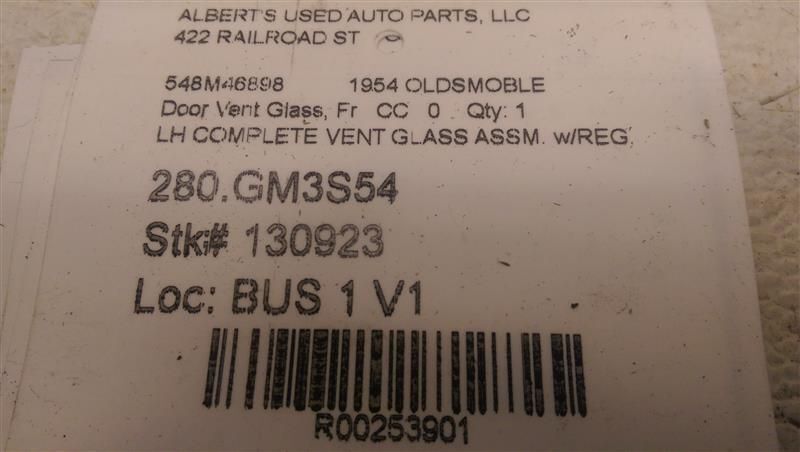 ALBERT'S USED AUTO PARTS, LLC
422 RAILROAD ST
548M46898 1954 OLDSMOBLE
Door Vent Glass, Fr CC 0 Qty: 1
LH COMPLETE VENT GLASS ASSM. w/REG,
280.GM3S54
Stk# 130923
Loc: BUS 1 V1
R00253901